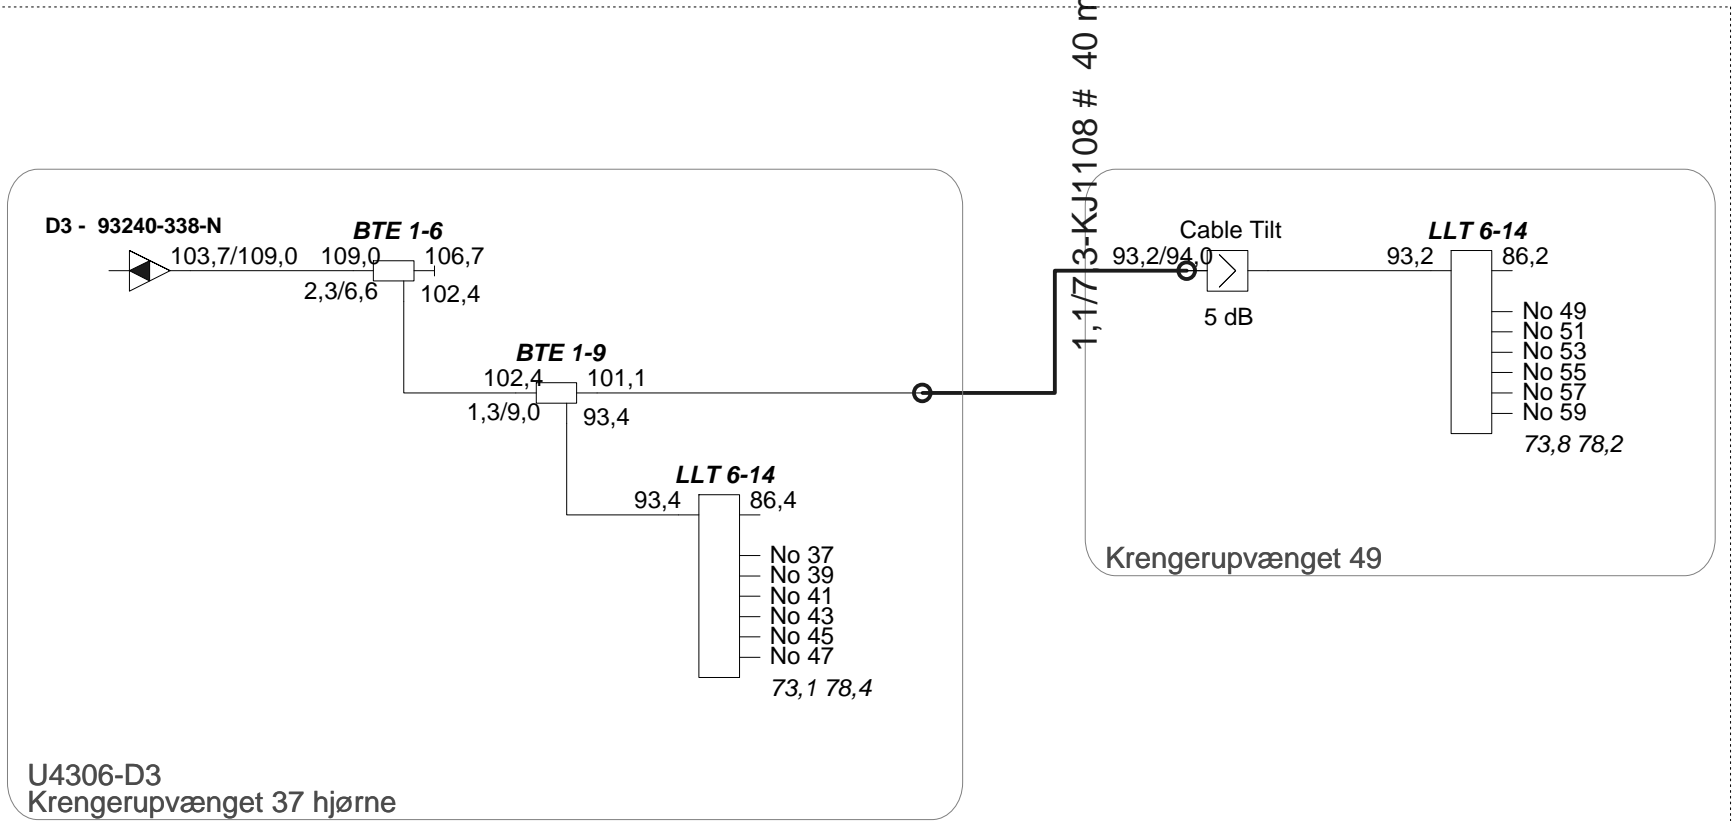 1,1/7,3-KJ1108 # 40 m
D3 - 93240-338-N
BTE 1-6
103,7/109,0
109,0
106,7
2,3/6,6
102,4
BTE 1-9
102,4
101,1
1,3/9,0
93,4
LLT 6-14
93,4
86,4
No 37
No 39
No 41
No 43
No 45
No 47
73,1 78,4
U4306-D3
Krengerupvænget 37 hjørne
Cable Tilt
93,2/94,0
5 dB
LLT 6-14
93,2
86,2
No 49
No 51
No 53
No 55
No 57
No 59
73,8 78,2
Krengerupvænget 49